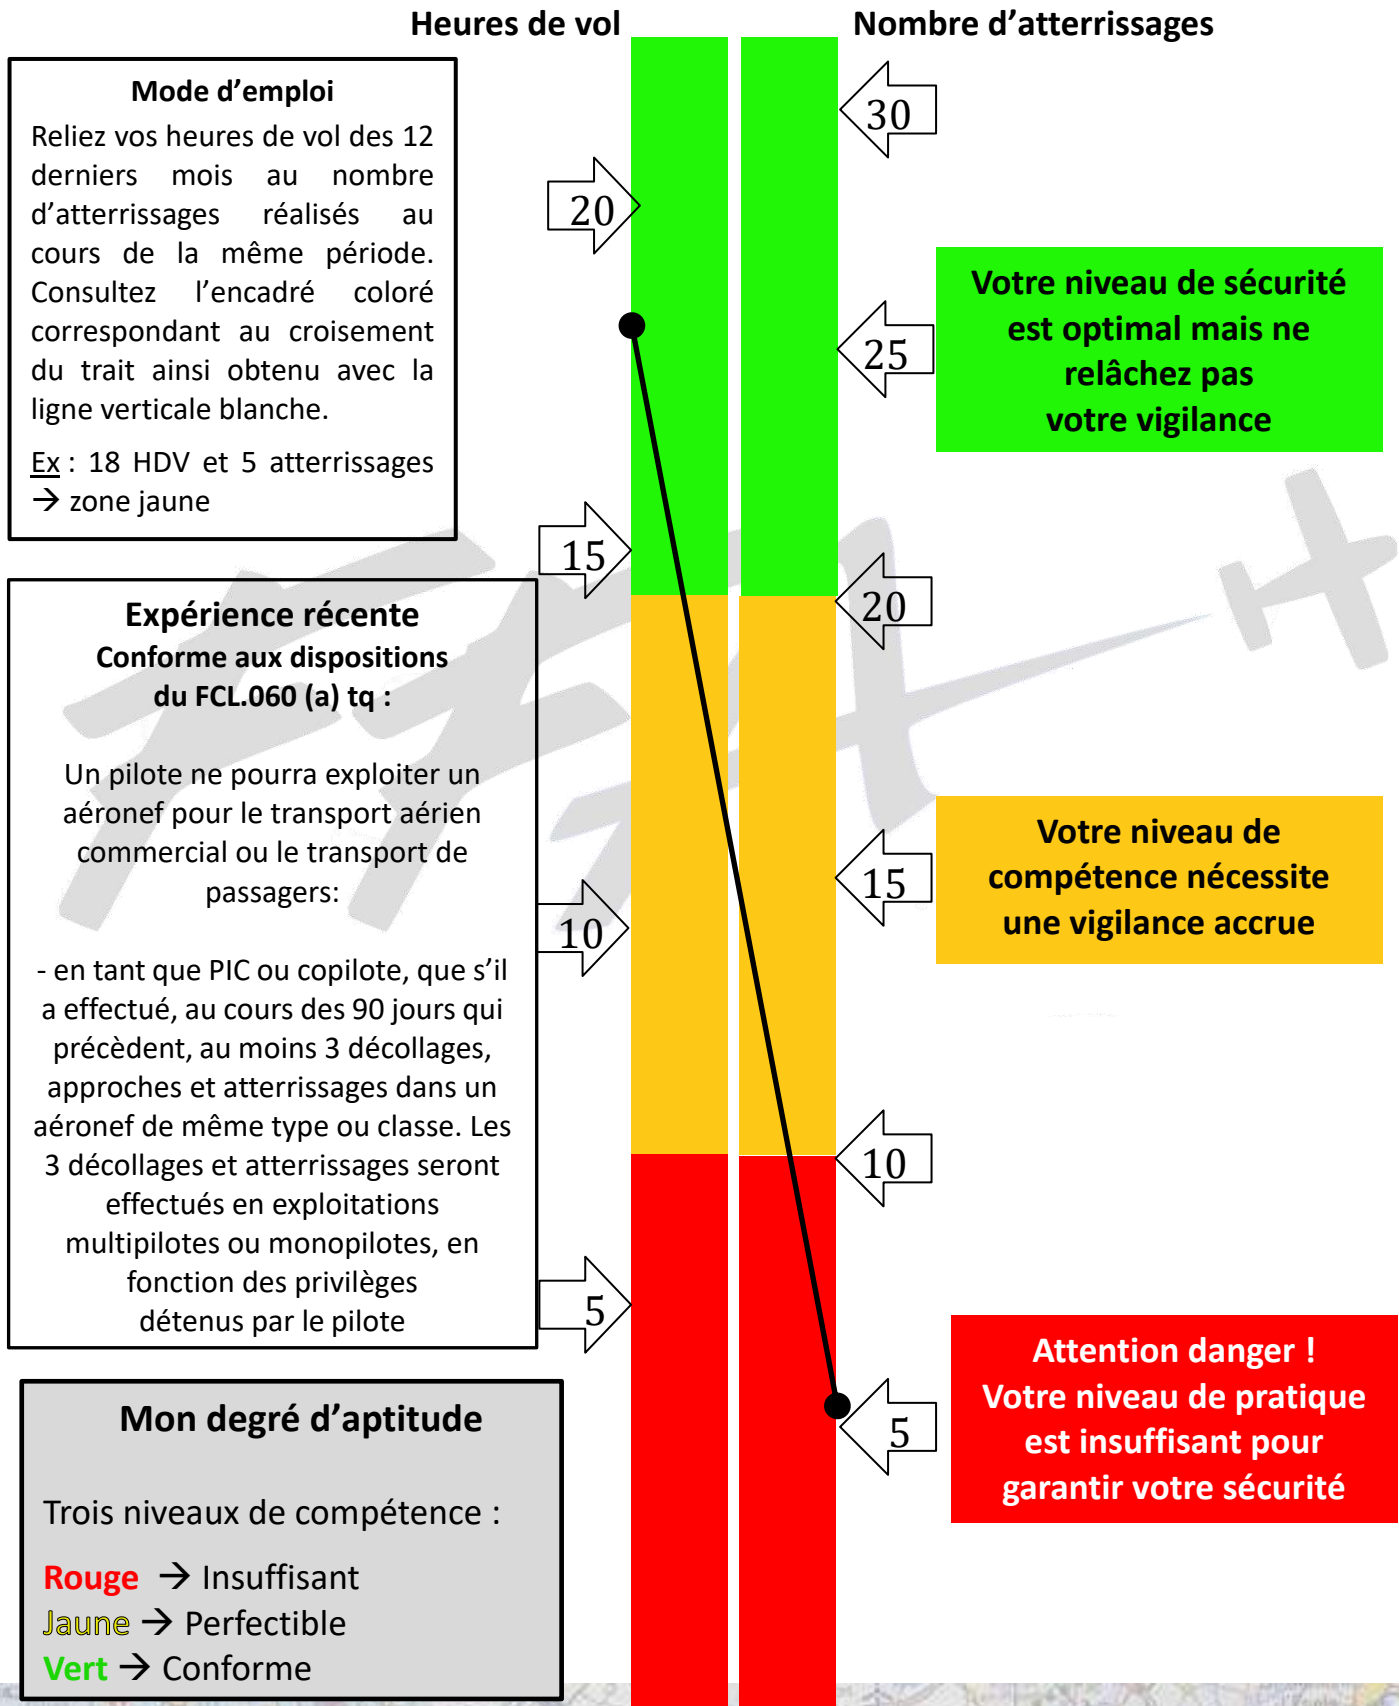 Heures de vol
Nombre d’atterrissages
Mode d’emploi
Reliez vos heures de vol des 12
derniers mois au nombre
d’atterrissages réalisés au
cours de la même période.
Consultez l’encadré coloré
correspondant au croisement
du trait ainsi obtenu avec la
ligne verticale blanche.
Ex : 18 HDV et 5 atterrissages
→ zone jaune
Expérience récente
Conforme aux dispositions
du FCL.060 (a) tq :
Un pilote ne pourra exploiter un
aéronef pour le transport aérien
commercial ou le transport de
passagers:
- en tant que PIC ou copilote, que s’il
a effectué, au cours des 90 jours qui
précèdent, au moins 3 décollages,
approches et atterrissages dans un
aéronef de même type ou classe. Les
3 décollages et atterrissages seront
effectués en exploitations
multipilotes ou monopilotes, en
fonction des privilèges
détenus par le pilote
Mon degré d’aptitude
Trois niveaux de compétence :
Rouge → Insuffisant
Jaune → Perfectible
Vert → Conforme
20
15
10
5
30
25
20
15
10
5
Votre niveau de sécurité
est optimal mais ne
relâchez pas
votre vigilance
Votre niveau de
compétence nécessite
une vigilance accrue
Attention danger !
Votre niveau de pratique
est insuffisant pour
garantir votre sécurité
FFA